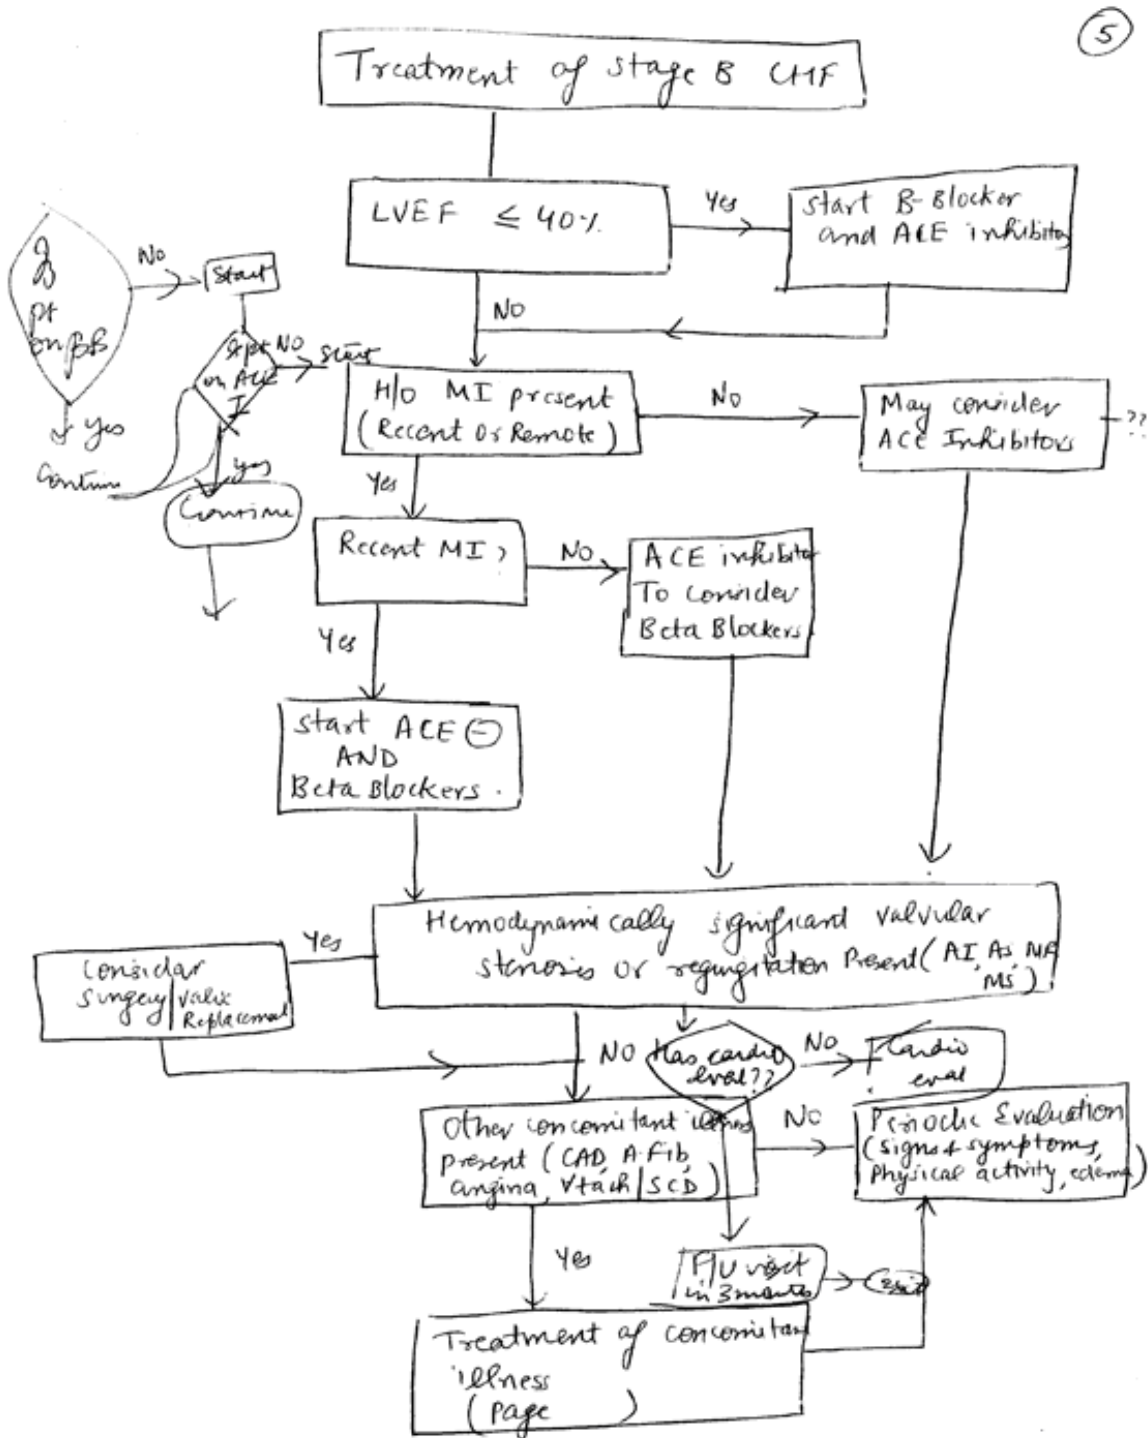 5
Treatment of stage B CHF
LVEF ≤ 40%
Yes
Start B-Blocker
and ACE inhibitor
No
pt
on BB
No
Start
Yes
Continue
pt
on ACE
I
No
Start
yes
Continue
H/O MI present
(Recent or Remote)
No
May consider
ACE Inhibitors
??
Yes
Recent MI?
No
ACE inhibitor
To consider
Beta Blockers
Yes
Start ACE ⊖
AND
Beta Blockers.
Hemodynamically significant valvular
stenosis or regurgitation Present (AI, AS, MR,
MS)
Yes
Consider
surgery/valve
Replacement
NO
Has cardio
eval??
No
Cardio
eval
Other concomitant illness
present (CAD, A-Fib,
angina, Vtach/SCD)
No
Periodic Evaluation
(signs + symptoms,
Physical activity, edema)
Yes
F/U visit
in 3 months
Treatment of concomitant
illness
(Page )